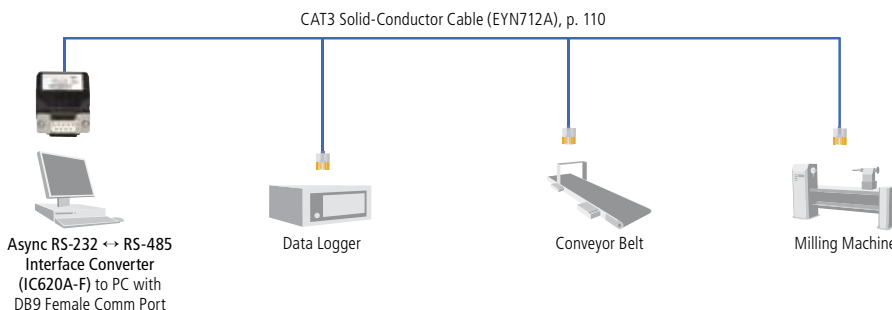 CAT3 Solid-Conductor Cable (EYN712A), p. 110
Async RS-232 ↔ RS-485
Interface Converter
(IC620A-F) to PC with
DB9 Female Comm Port
Data Logger
Conveyor Belt
Milling Machine